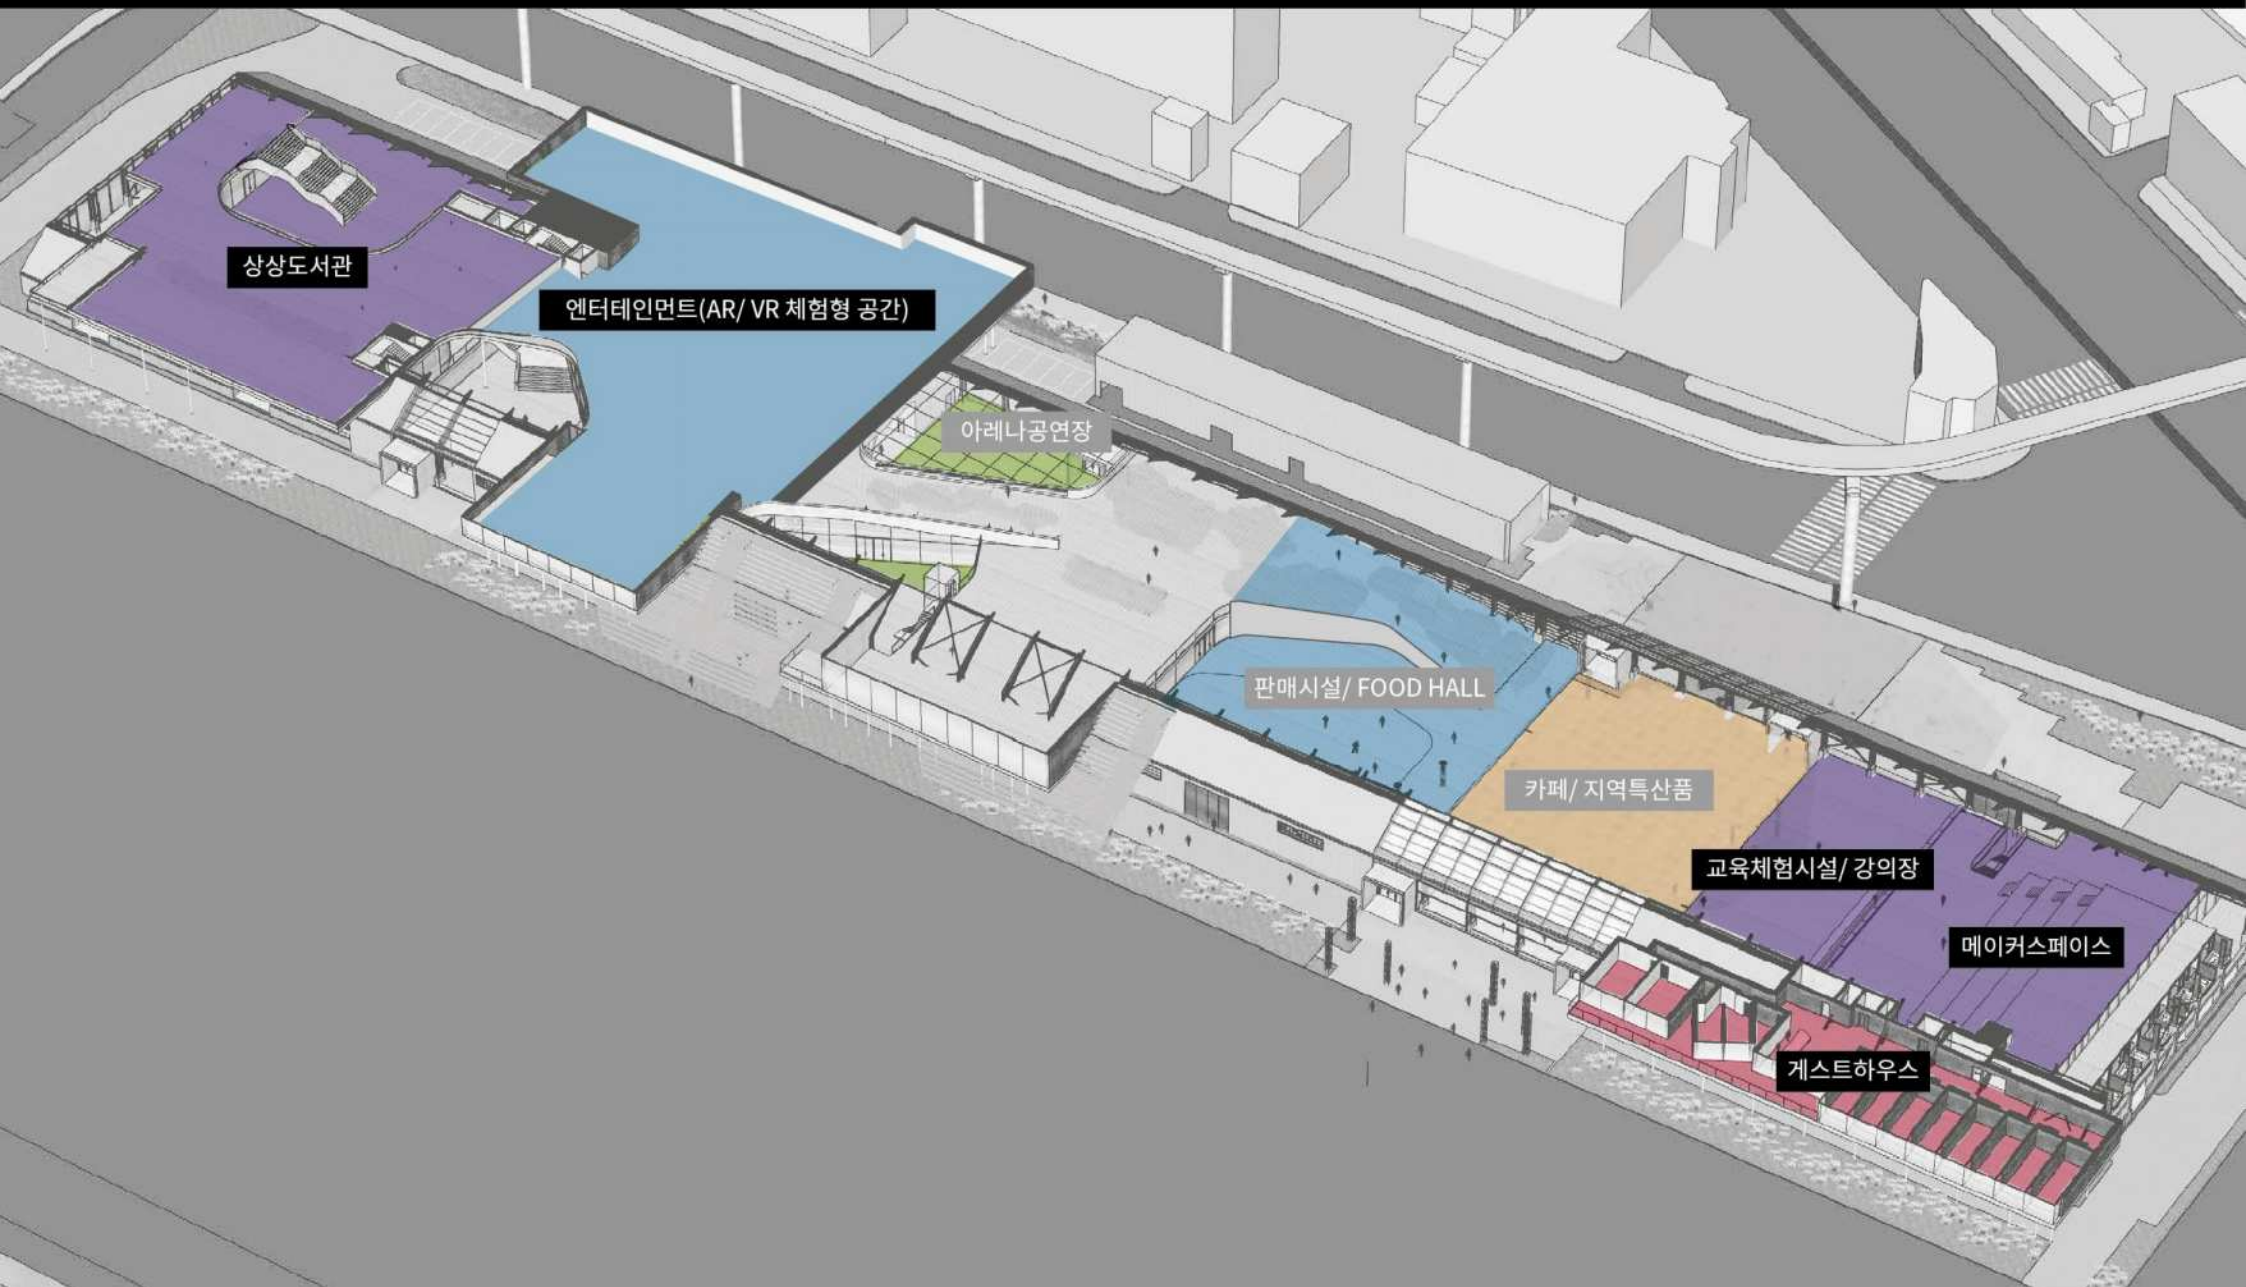 상상도서관
엔터테인먼트(AR/ VR 체험형 공간)
아레나공연장
판매시설/ FOOD HALL
카페/ 지역특산품
교육체험시설/ 강의장
메이커스페이스
게스트하우스